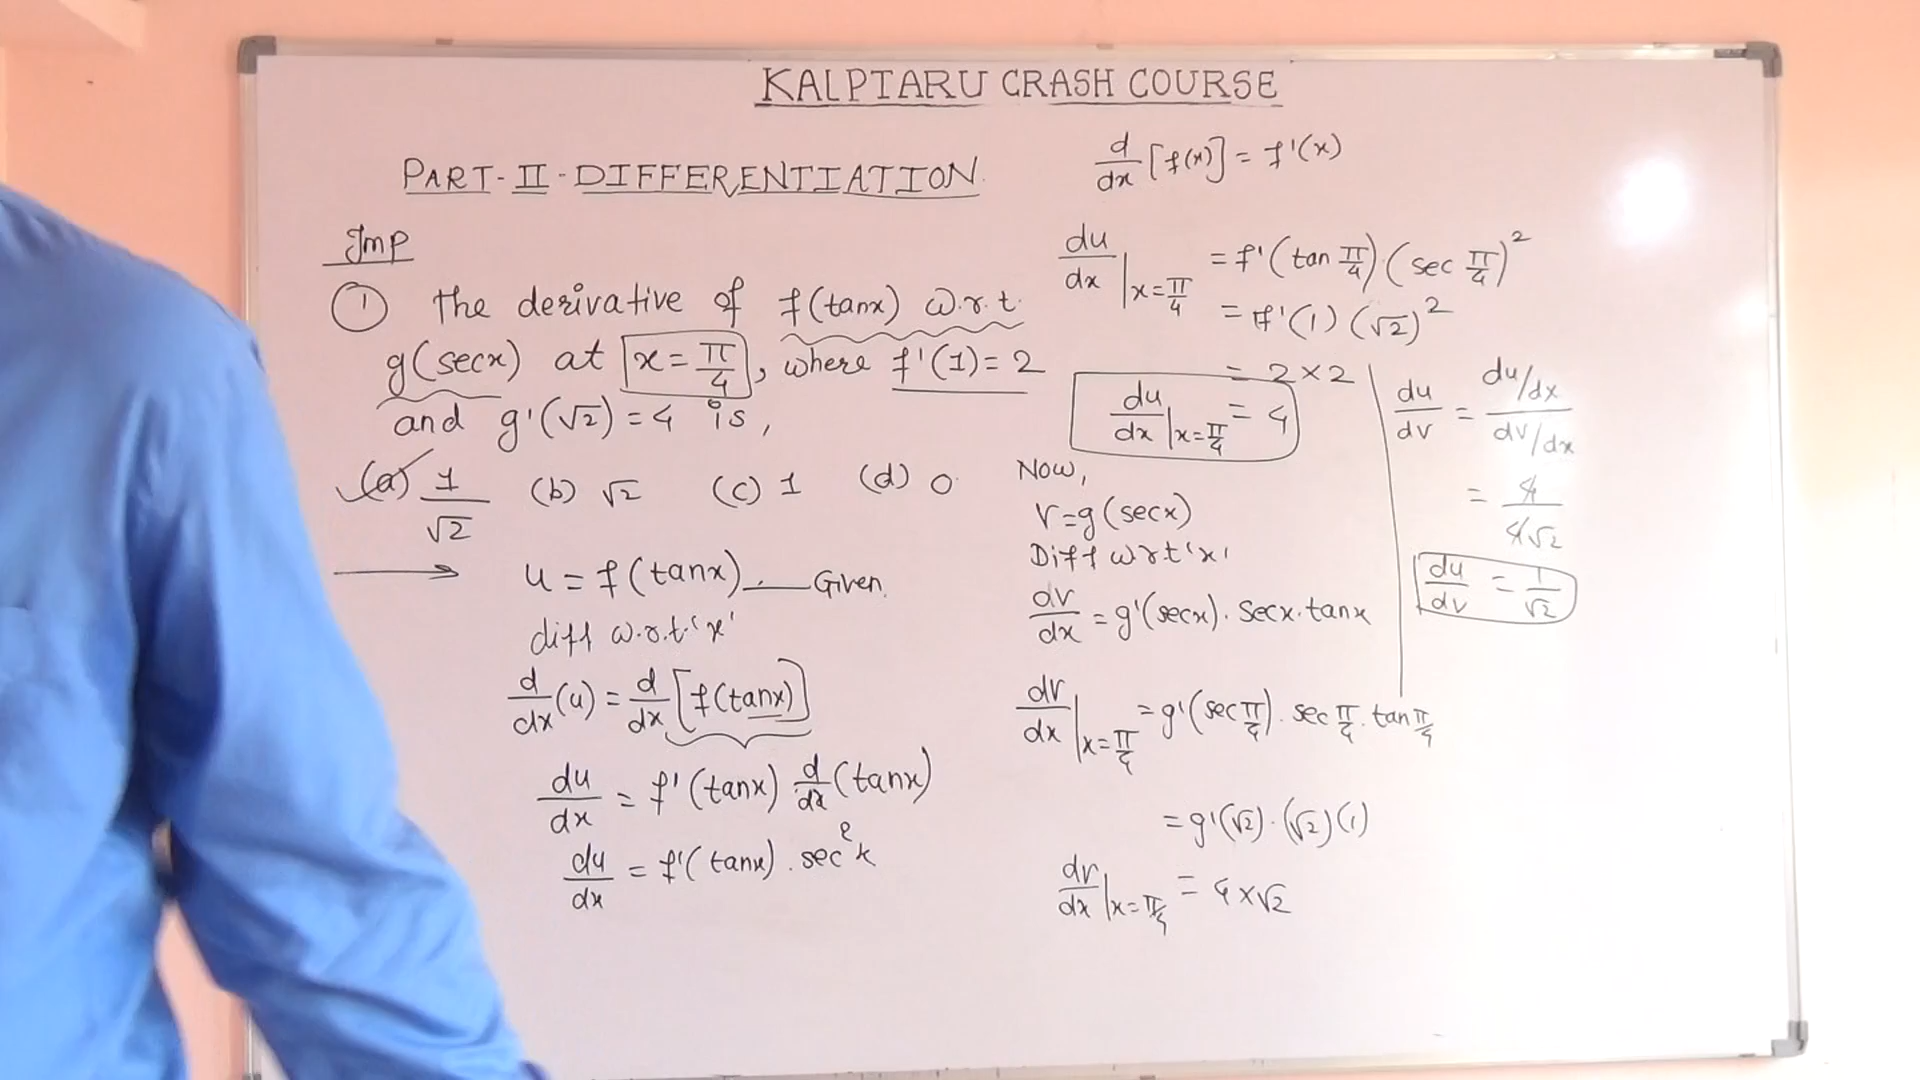 KALPTARU CRASH COURSE
PART-II-DIFFERENTIATION.
Imp
① The derivative of f(tanx) w.r.t.
g(secx) at x=π/4, where f'(1)=2
and g'(√2)=4 is,
(a) 1/√2 (b) √2 (c) 1 (d) 0
u = f(tanx) — Given
diff w.r.t. 'x'
d/dx (u) = d/dx [f(tanx)]
du/dx = f'(tanx) d/dx (tanx)
du/dx = f'(tanx) . sec²x
d/dx [f(x)] = f'(x)
du/dx |x=π/4 = f'(tan π/4) . (sec π/4)²
= f'(1) (√2)²
= 2×2
du/dx |x=π/4 = 4
Now,
V=g(secx)
Diff wrt 'x'
dv/dx = g'(secx) . secx . tanx
dv/dx |x=π/4 = g'(sec π/4) . sec π/4 . tan π/4
= g'(√2) . (√2) (1)
dv/dx |x=π/4 = 4×√2
du/dv = du/dx / dv/dx
= 4/4√2
du/dv = 1/√2